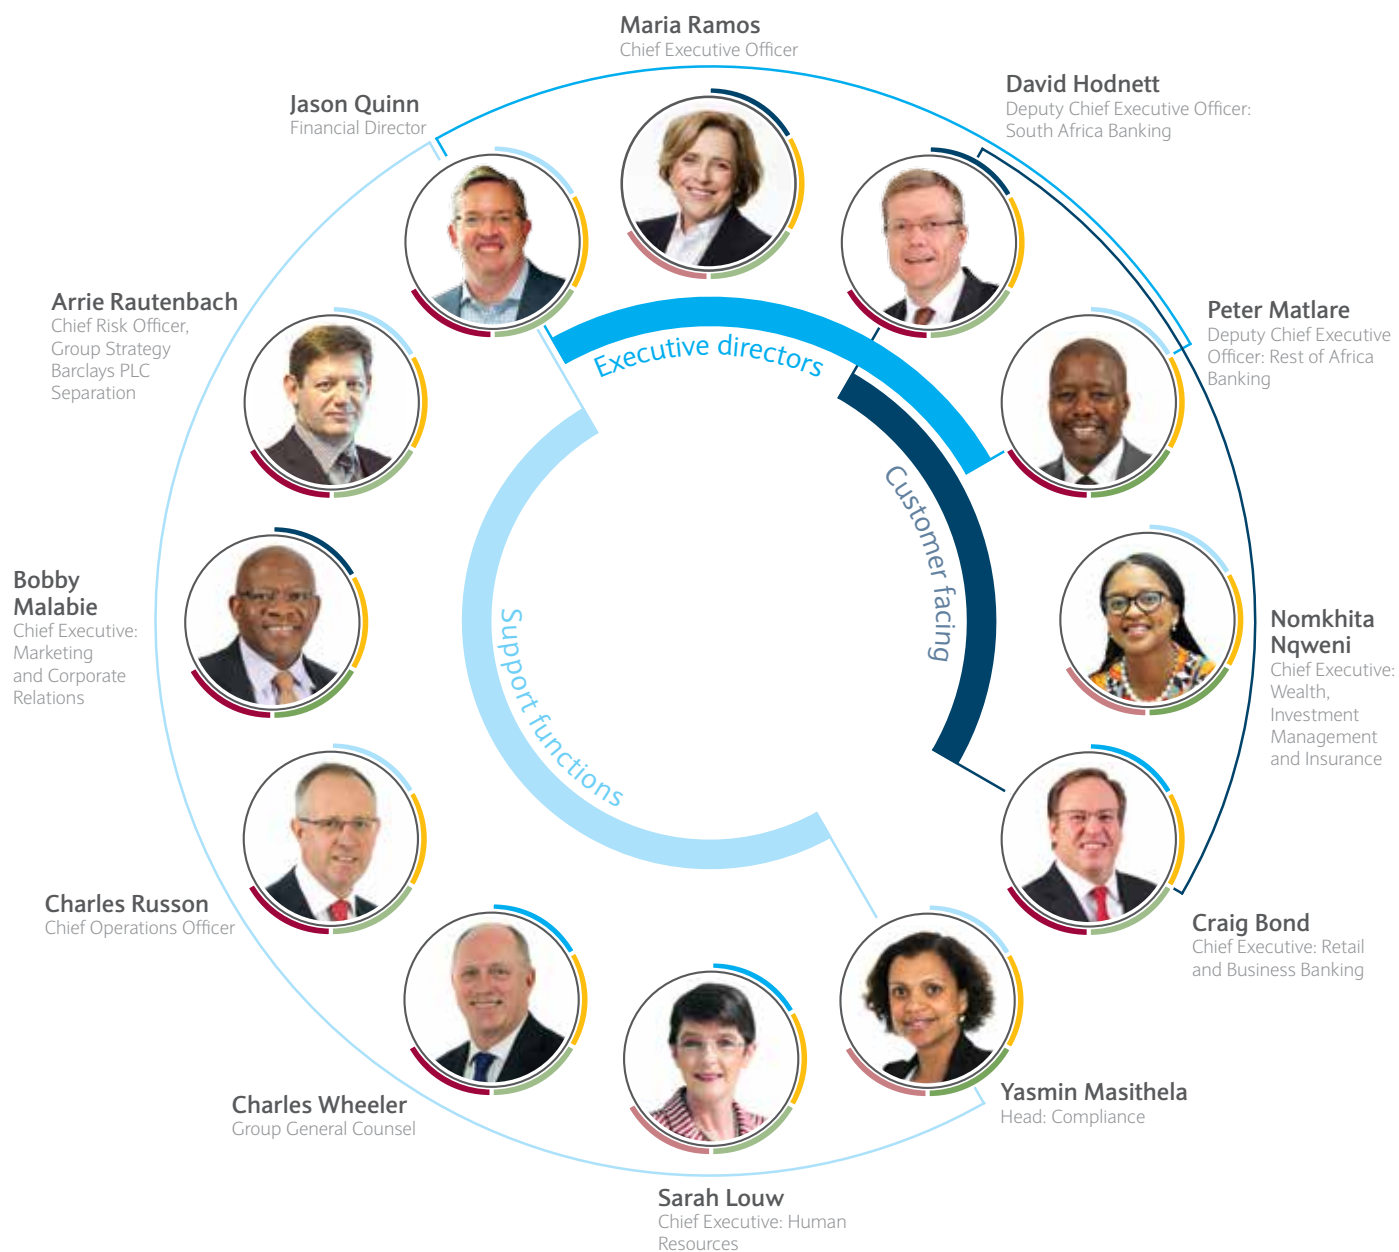 Maria Ramos
Chief Executive Officer
David Hodnett
Deputy Chief Executive Officer:
South Africa Banking
Jason Quinn
Financial Director
Arrie Rautenbach
Chief Risk Officer,
Group Strategy
Barclays PLC
Separation
Peter Matlare
Deputy Chief Executive
Officer: Rest of Africa
Banking
Executive directors
Customer facing
Support functions
Bobby
Malabie
Chief Executive:
Marketing
and Corporate
Relations
Nomkhita
Nqweni
Chief Executive:
Wealth,
Investment
Management
and Insurance
Charles Russon
Chief Operations Officer
Craig Bond
Chief Executive: Retail
and Business Banking
Charles Wheeler
Group General Counsel
Yasmin Masithela
Head: Compliance
Sarah Louw
Chief Executive: Human
Resources